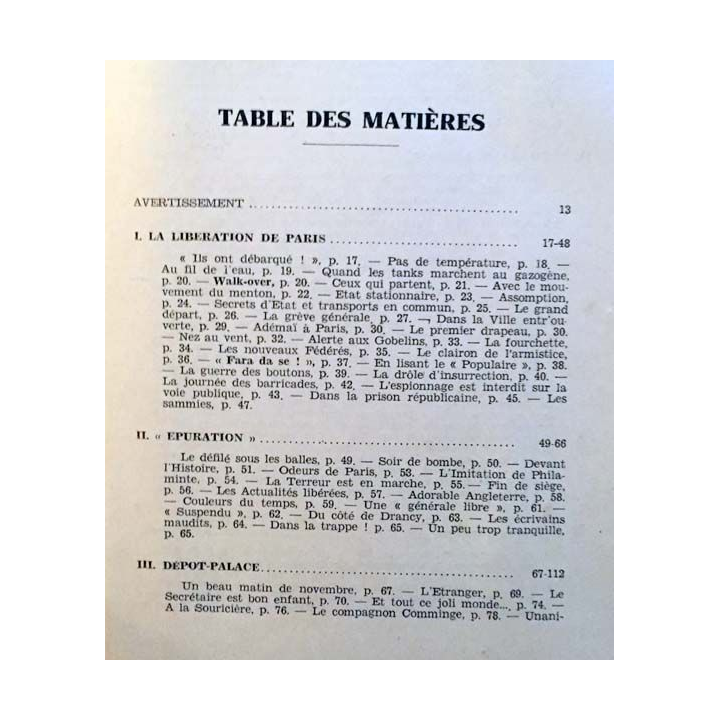 TABLE DES MATIÈRES
AVERTISSEMENT ........................................ 13
I. LA LIBERATION DE PARIS ............................ 17-48
« Ils ont débarqué ! », p. 17. — Pas de température, p. 18. —
Au fil de l'eau, p. 19. — Quand les tanks marchent au gazogène,
p. 20. — Walk-over, p. 20. — Ceux qui partent, p. 21. — Avec le mou-
vement du menton, p. 22. — Etat stationnaire, p. 23. — Assomption,
p. 24. — Secrets d'Etat et transports en commun, p. 25. — Le grand
départ, p. 26. — La grève générale, p. 27. — Dans la Ville entr'ou-
verte, p. 29. — Adémaï à Paris, p. 30. — Le premier drapeau, p. 30.
— Nez au vent, p. 32. — Alerte aux Gobelins, p. 33. — La fourchette,
p. 34. — Les nouveaux Fédérés, p. 35. — Le clairon de l'armistice,
p. 36. — « Fara da se ! », p. 37. — En lisant le « Populaire », p. 38.
— La guerre des boutons, p. 39. — La drôle d'insurrection, p. 40. —
La journée des barricades, p. 42. — L'espionnage est interdit sur la
voie publique, p. 43. — Dans la prison républicaine, p. 45. — Les
sammies, p. 47.
II. « EPURATION » .................................... 49-66
Le défilé sous les balles, p. 49. — Soir de bombe, p. 50. — Devant
l'Histoire, p. 51. — Odeurs de Paris, p. 53. — L'Imitation de Phila-
minte, p. 54. — La Terreur est en marche, p. 55. — Fin de siège,
p. 56. — Les Actualités libérées, p. 57. — Adorable Angleterre, p. 58.
— Couleurs du temps, p. 59. — Une « générale libre », p. 61. —
« Suspendu », p. 62. — Du côté de Drancy, p. 63. — Les écrivains
maudits, p. 64. — Dans la trappe ! p. 65. — Un peu trop tranquille,
p. 65.
III. DÉPOT-PALACE.................................... 67-112
Un beau matin de novembre, p. 67. — L'Etranger, p. 69. — Le
Secrétaire est bon enfant, p. 70. — Et tout ce joli monde..., p. 74. —
A la Souricière, p. 76. — Le compagnon Comminge, p. 78. — Unani-